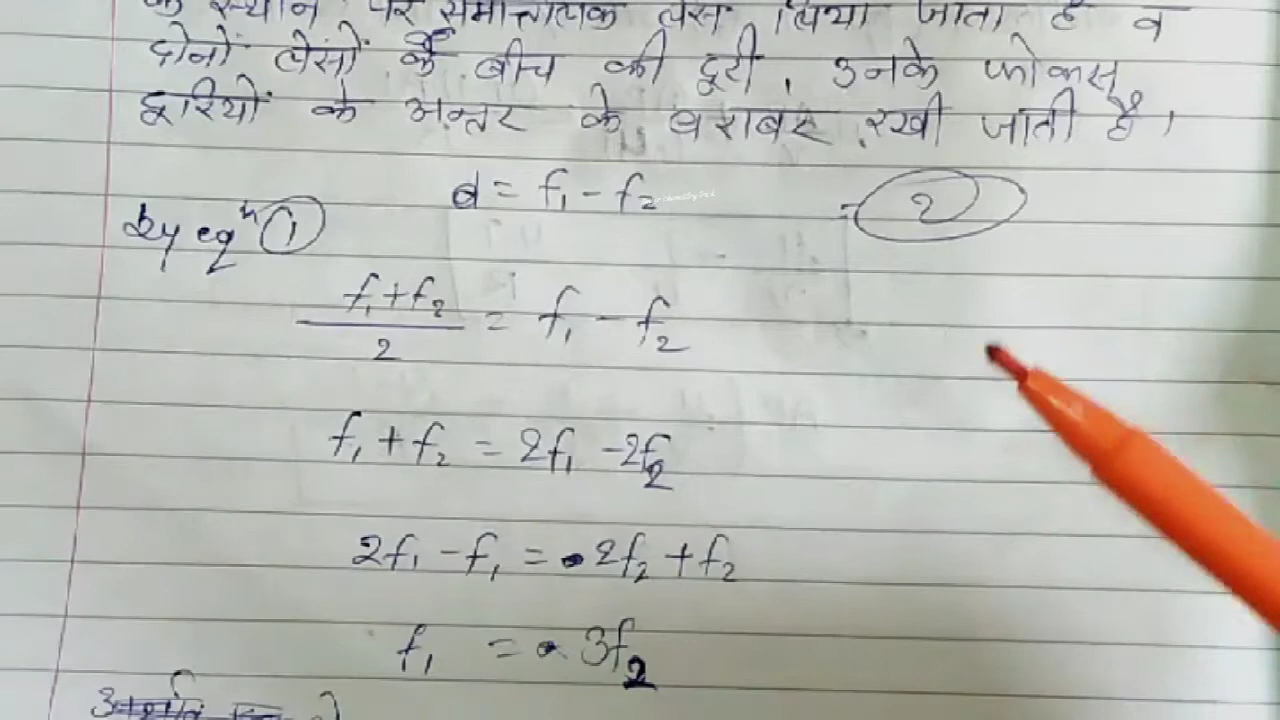 के स्थान पर समान्तलिक लेंस लिया जाता है व
दोनों लेंसों के बीच की दूरी, उनके फोकस
दूरियों के अन्तर के बराबर रखी जाती है।
d = f₁ - f₂ - ②
by eqⁿ ①
f₁+f₂ / 2 = f₁ - f₂
f₁ + f₂ = 2f₁ - 2f₂
2f₁ - f₁ = 2f₂ + f₂
f₁ = 3f₂